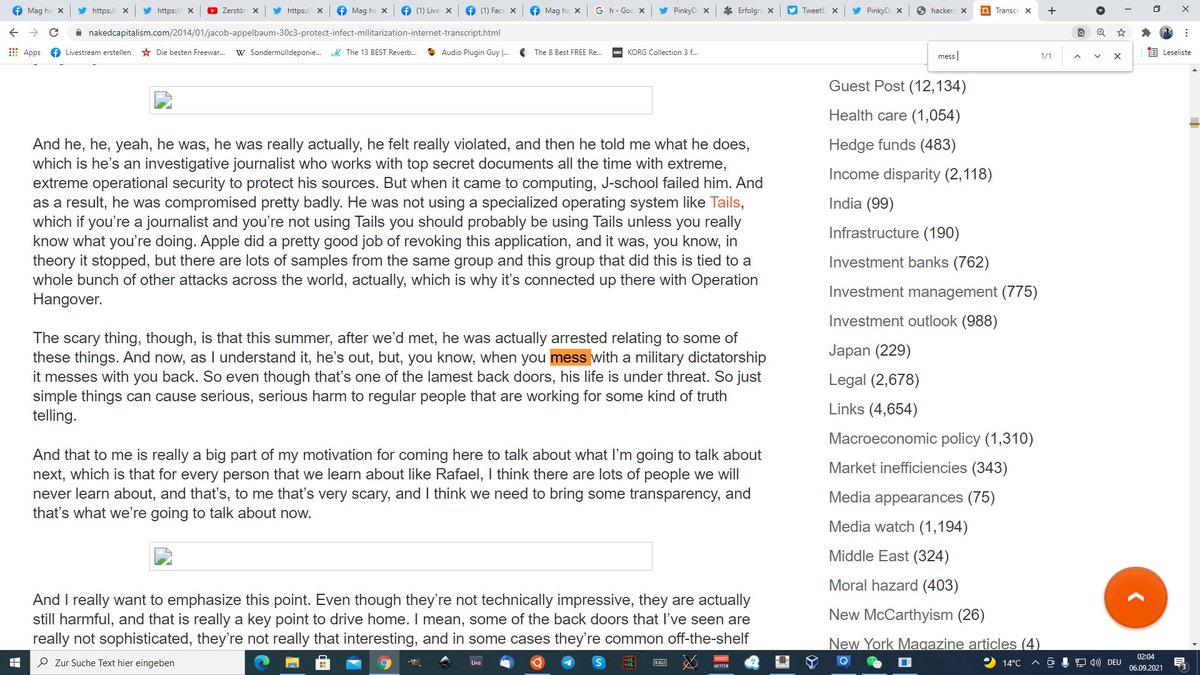 Mag ha
https:/
https:/
Zerstör
https:/
Mag ha
Mag ha
(1) Live
(1) Fac
Mag ha
h - Goo
PinkyD
Erfolgr
TweetD
PinkyD
hacker
Transc
nakedcapitalism.com/2014/01/jacob-appelbaum-30c3-protect-infect-militarization-internet-transcript.html
Apps
Livestream erstellen
Die besten Freewar...
Sondermülldeponie...
The 13 BEST Reverb...
Audio Plugin Guy |...
The 8 Best FREE Re...
KORG Collection 3 f...
Leseliste
mess
1/1
And he, he, yeah, he was, he was really actually, he felt really violated, and then he told me what he does,
which is he’s an investigative journalist who works with top secret documents all the time with extreme,
extreme operational security to protect his sources. But when it came to computing, J-school failed him. And
as a result, he was compromised pretty badly. He was not using a specialized operating system like Tails,
which if you’re a journalist and you’re not using Tails you should probably be using Tails unless you really
know what you’re doing. Apple did a pretty good job of revoking this application, and it was, you know, in
theory it stopped, but there are lots of samples from the same group and this group that did this is tied to a
whole bunch of other attacks across the world, actually, which is why it’s connected up there with Operation
Hangover.
The scary thing, though, is that this summer, after we’d met, he was actually arrested relating to some of
these things. And now, as I understand it, he’s out, but, you know, when you mess with a military dictatorship
it messes with you back. So even though that’s one of the lamest back doors, his life is under threat. So just
simple things can cause serious, serious harm to regular people that are working for some kind of truth
telling.
And that to me is really a big part of my motivation for coming here to talk about what I’m going to talk about
next, which is that for every person that we learn about like Rafael, I think there are lots of people we will
never learn about, and that’s, to me that’s very scary, and I think we need to bring some transparency, and
that’s what we’re going to talk about now.
And I really want to emphasize this point. Even though they’re not technically impressive, they are actually
still harmful, and that is really a key point to drive home. I mean, some of the back doors that I’ve seen are
really not sophisticated, they’re not really that interesting, and in some cases they’re common off-the-shelf
Guest Post (12,134)
Health care (1,054)
Hedge funds (483)
Income disparity (2,118)
India (99)
Infrastructure (190)
Investment banks (762)
Investment management (775)
Investment outlook (988)
Japan (229)
Legal (2,678)
Links (4,654)
Macroeconomic policy (1,310)
Market inefficiencies (343)
Media appearances (75)
Media watch (1,194)
Middle East (324)
Moral hazard (403)
New McCarthyism (26)
New York Magazine articles (4)
Zur Suche Text hier eingeben
14°C
DEU
02:04
06.09.2021